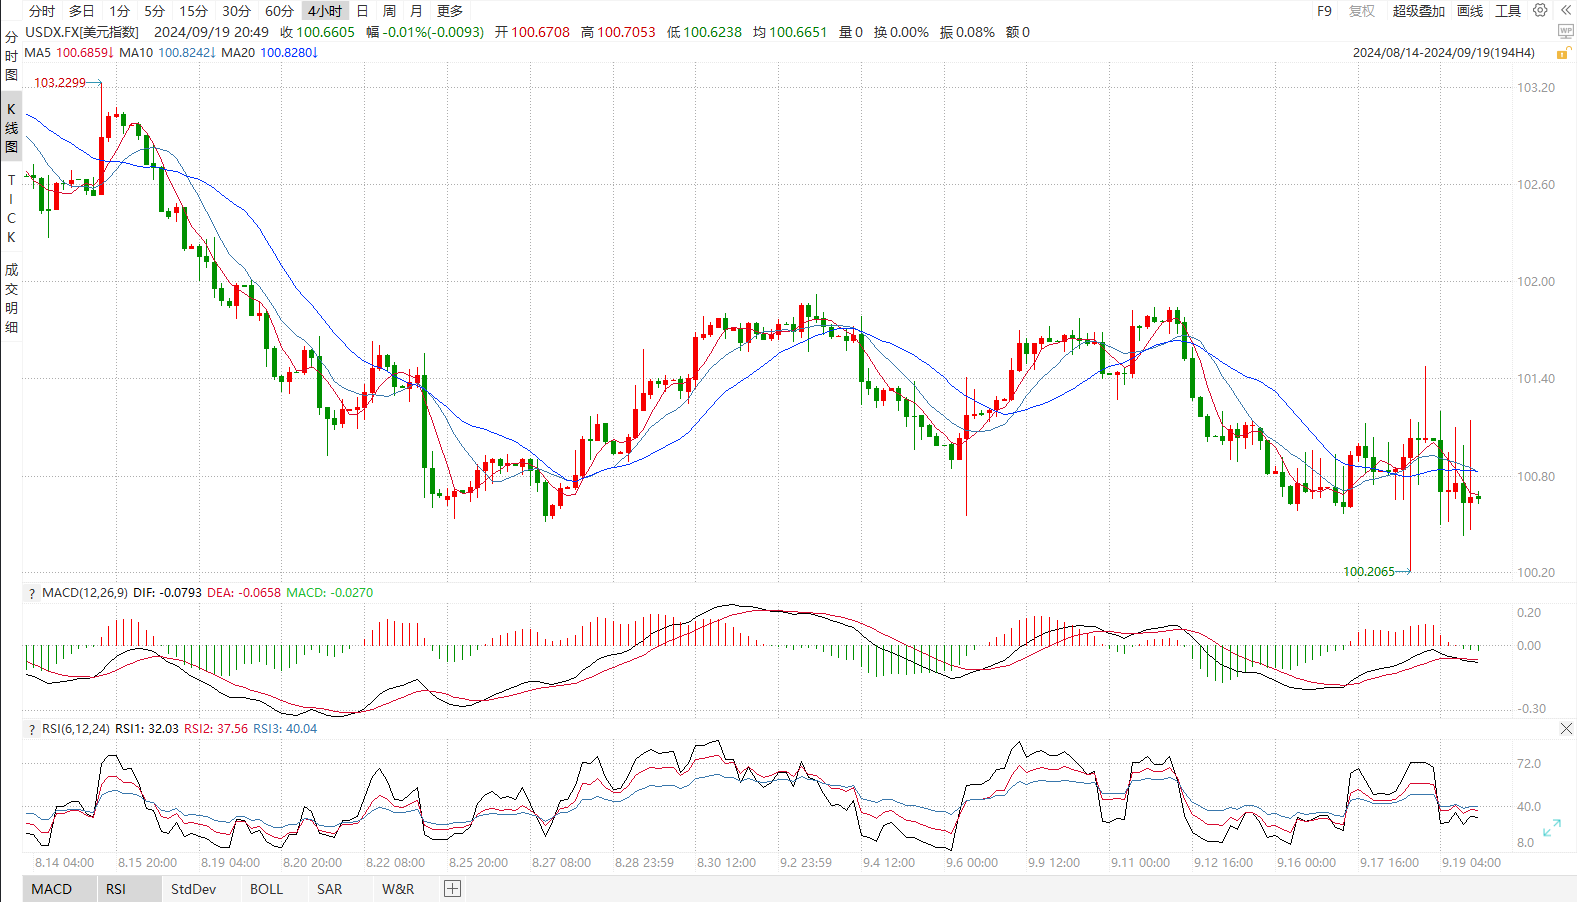 分时 多日 1分 5分 15分 30分 60分 4小时 日 周 月 更多 F9 复权 超级叠加 画线 工具
USDX.FX[美元指数] 2024/09/19 20:49 收 100.6605 幅 -0.01%(-0.0093) 开 100.6708 高 100.7053 低 100.6238 均 100.6651 量 0 换 0.00% 振 0.08% 额 0
WP
MA5 100.6859↓ MA10 100.8242↓ MA20 100.8280↓ 2024/08/14-2024/09/19(194H4)
分时图
K线图
TICK
成交明细
103.2299
103.20
102.60
102.00
101.40
100.80
100.2065
100.20
? MACD(12,26,9) DIF: -0.0793 DEA: -0.0658 MACD: -0.0270
0.20
0.00
-0.30
? RSI(6,12,24) RSI1: 32.03 RSI2: 37.56 RSI3: 40.04
72.0
40.0
8.0
8.14 04:00 8.15 20:00 8.19 04:00 8.20 20:00 8.22 08:00 8.25 20:00 8.27 08:00 8.28 23:59 8.30 12:00 9.2 23:59 9.4 12:00 9.6 00:00 9.9 12:00 9.11 00:00 9.12 16:00 9.16 00:00 9.17 16:00 9.19 04:00
MACD RSI StdDev BOLL SAR W&R